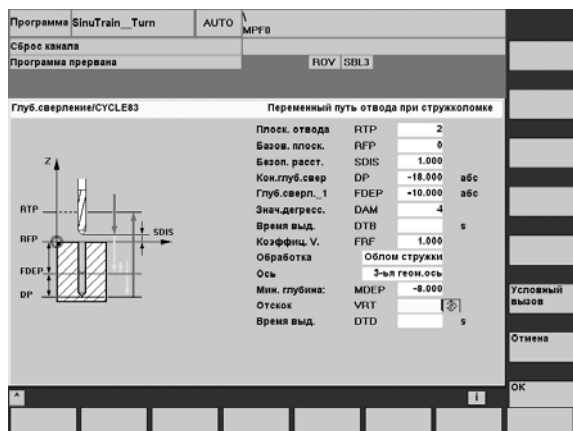 Программа SinuTrain__Turn AUTO \
MPF0
Сброс канала
Программа прервана ROV SBL3
Глуб.сверление/CYCLE83 Переменный путь отвода при стружколомке
Плоск. отвода RTP 2
Базов. плоск. RFP 0
Безоп. расст. SDIS 1.000
Кон.глуб.свер DP -18.000 абс
Глуб.сверл._1 FDEP -10.000 абс
Знач.дегресс. DAM 4
Время выд. DTB s
Коэффиц. V. FRF 1.000
Обработка Облом стружки
Ось 3-ья геом.ось
Мин. глубина: MDEP -8.000
Отскок VRT
Время выд. DTD s
Z
RTP
SDIS
RFP
FDEP
DP
Условный
вызов
Отмена
OK
^ i